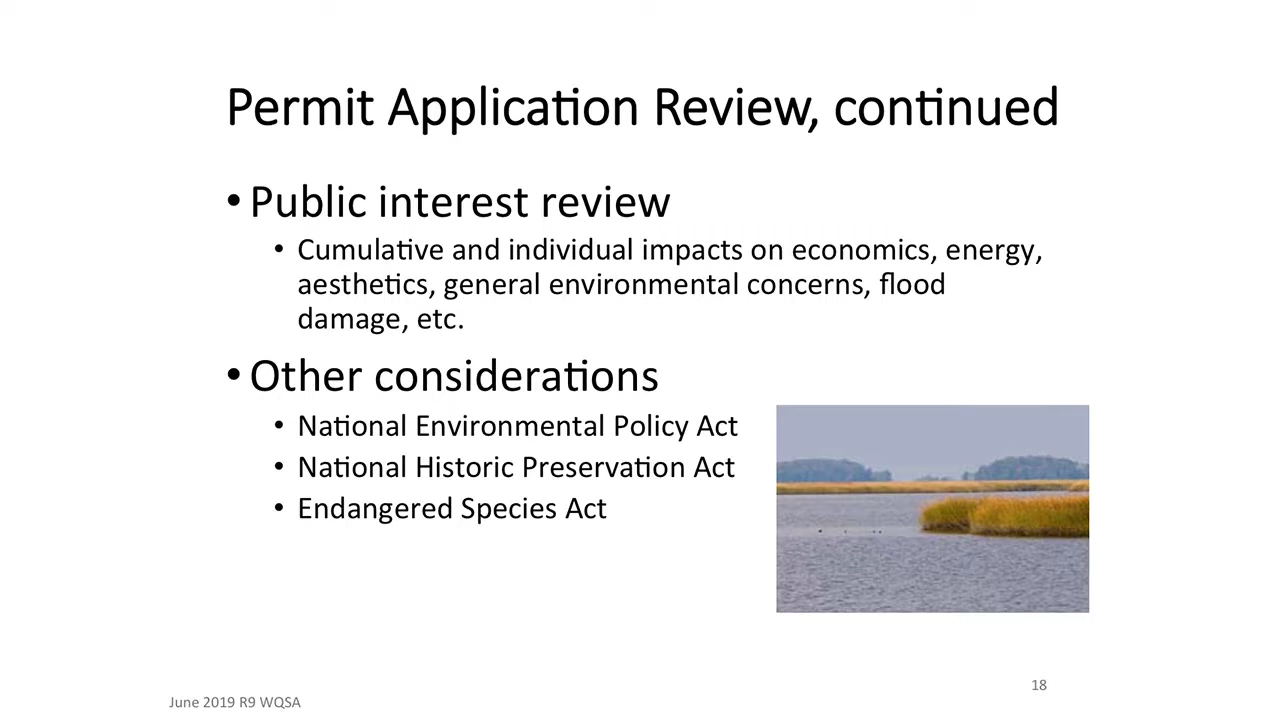 Permit Application Review, continued
• Public interest review
• Cumulative and individual impacts on economics, energy,
aesthetics, general environmental concerns, flood
damage, etc.
• Other considerations
• National Environmental Policy Act
• National Historic Preservation Act
• Endangered Species Act
18
June 2019 R9 WQSA